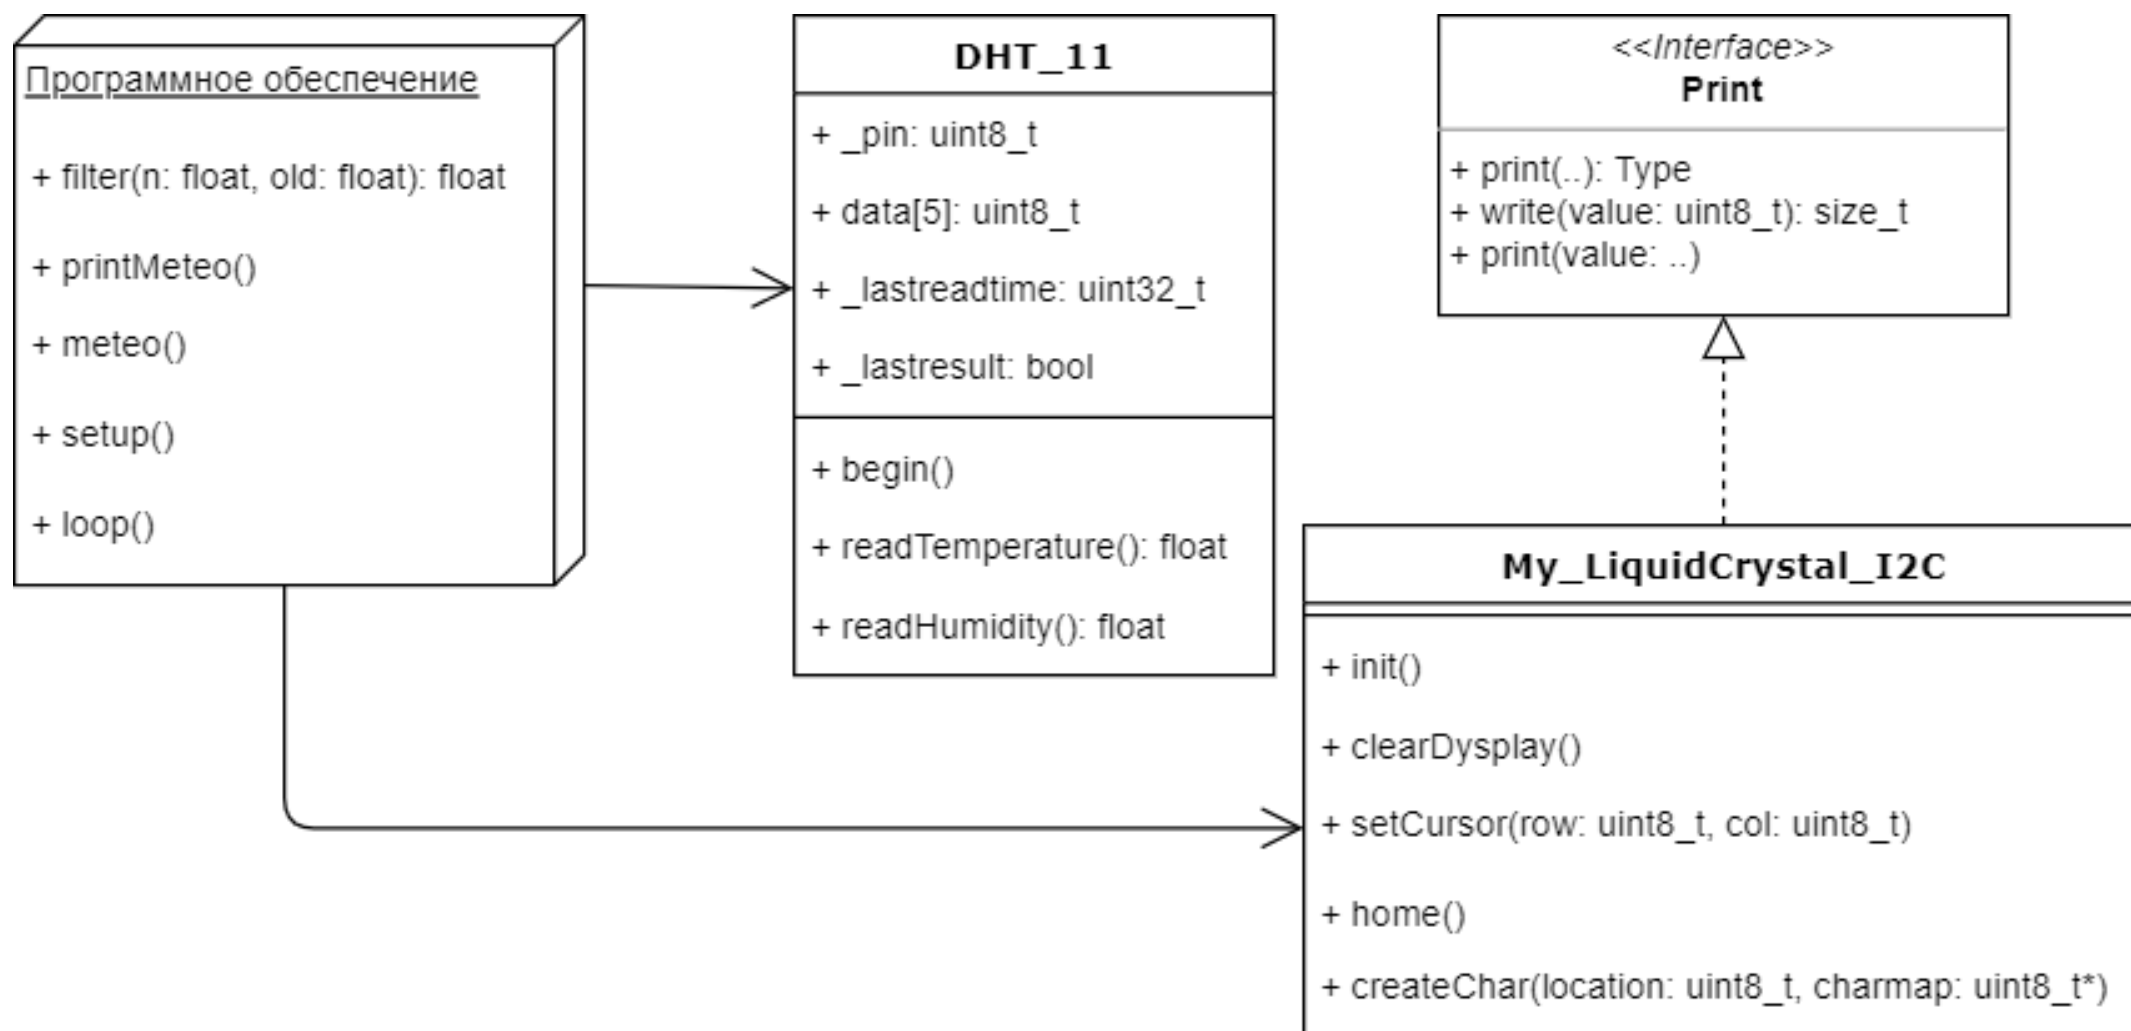 Программное обеспечение
+ filter(n: float, old: float): float
+ printMeteo()
+ meteo()
+ setup()
+ loop()
DHT_11
+ _pin: uint8_t
+ data[5]: uint8_t
+ _lastreadtime: uint32_t
+ _lastresult: bool
+ begin()
+ readTemperature(): float
+ readHumidity(): float
<<Interface>>
Print
+ print(..): Type
+ write(value: uint8_t): size_t
+ print(value: ..)
My_LiquidCrystal_I2C
+ init()
+ clearDysplay()
+ setCursor(row: uint8_t, col: uint8_t)
+ home()
+ createChar(location: uint8_t, charmap: uint8_t*)